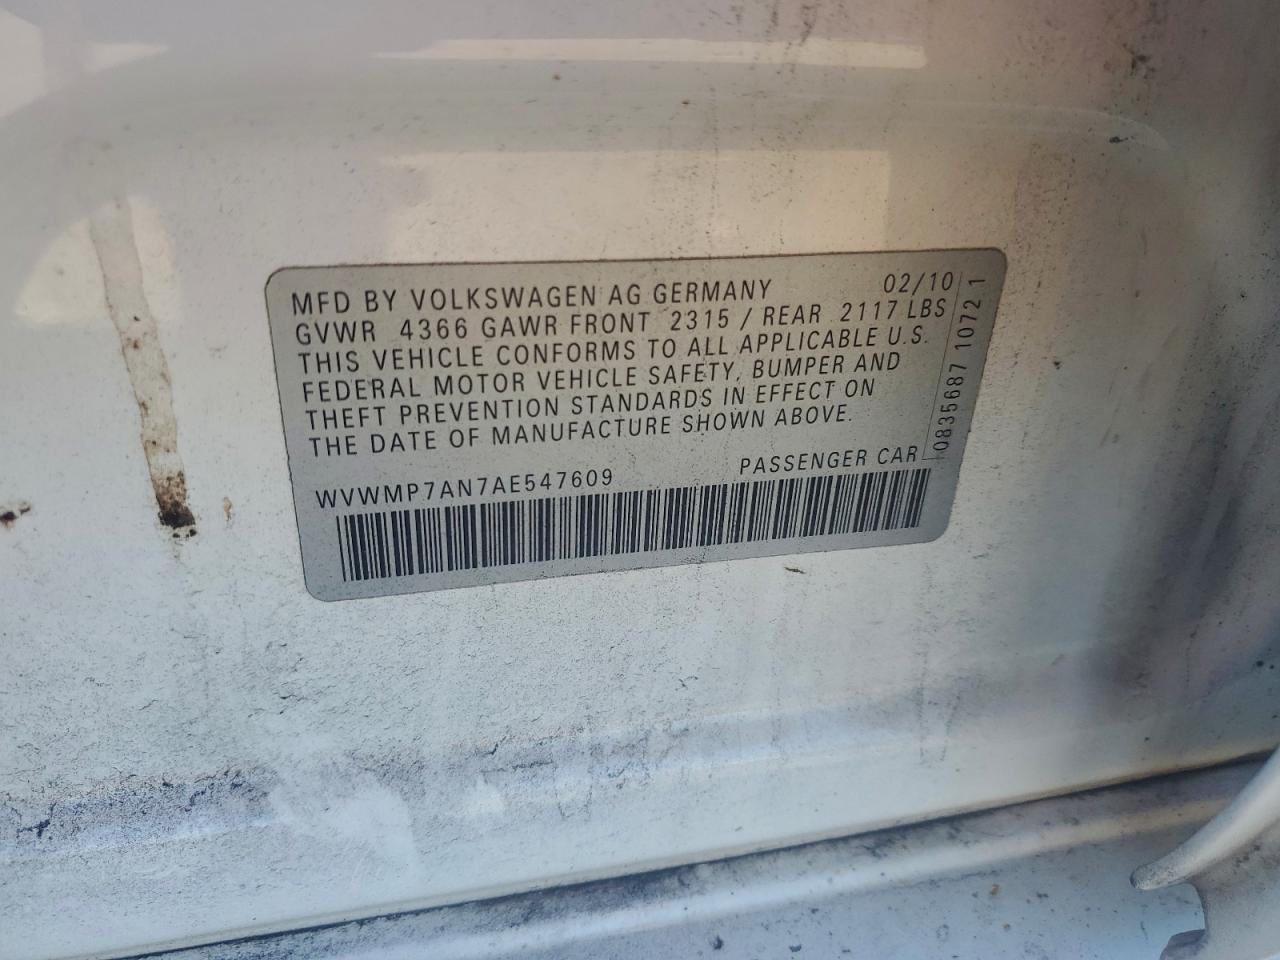 MFD BY VOLKSWAGEN AG GERMANY 02/10
GVWR 4366 GAWR FRONT 2315 / REAR 2117 LBS
THIS VEHICLE CONFORMS TO ALL APPLICABLE U.S.
FEDERAL MOTOR VEHICLE SAFETY, BUMPER AND
THEFT PREVENTION STANDARDS IN EFFECT ON
THE DATE OF MANUFACTURE SHOWN ABOVE.
WVWMP7AN7AE547609 PASSENGER CAR
0835687 1072 1